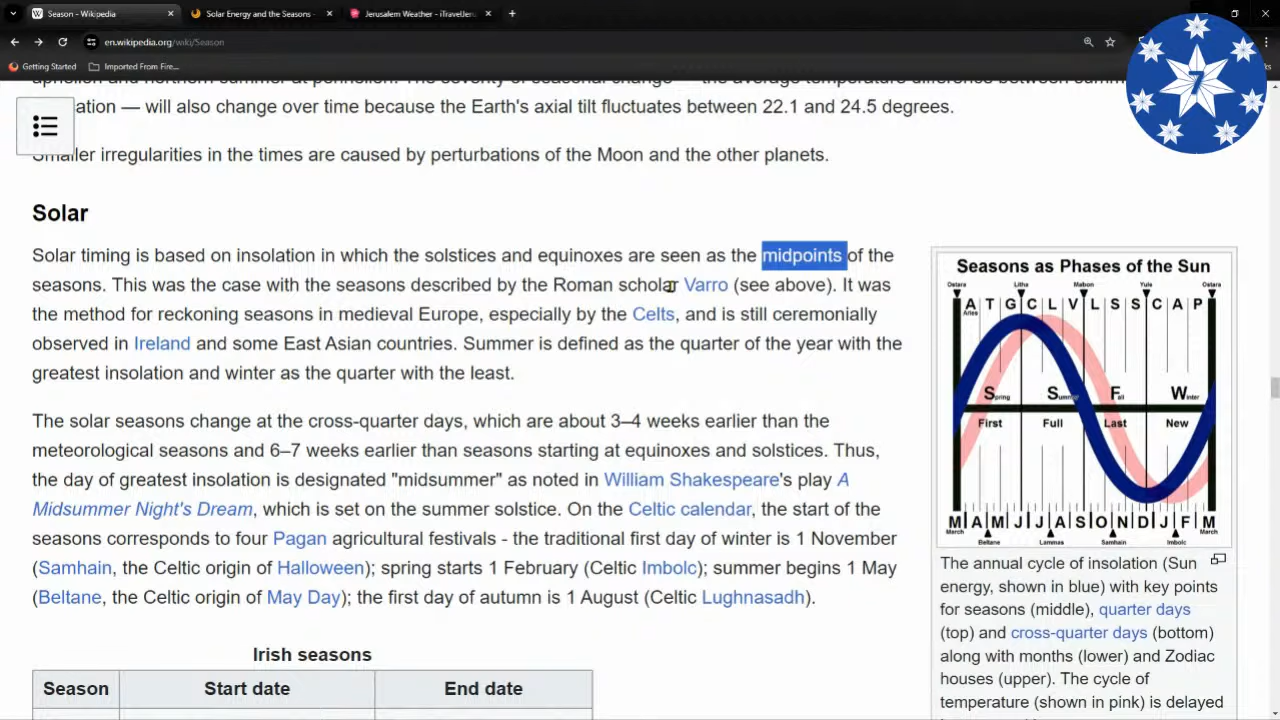 Season - Wikipedia
Solar Energy and the Seasons -
Jerusalem Weather - iTravelJer
en.wikipedia.org/wiki/Season
Getting Started
Imported From Fire...
ation — will also change over time because the Earth's axial tilt fluctuates between 22.1 and 24.5 degrees.
Smaller irregularities in the times are caused by perturbations of the Moon and the other planets.
Solar
Solar timing is based on insolation in which the solstices and equinoxes are seen as the midpoints of the
seasons. This was the case with the seasons described by the Roman scholar Varro (see above). It was
the method for reckoning seasons in medieval Europe, especially by the Celts, and is still ceremonially
observed in Ireland and some East Asian countries. Summer is defined as the quarter of the year with the
greatest insolation and winter as the quarter with the least.
The solar seasons change at the cross-quarter days, which are about 3–4 weeks earlier than the
meteorological seasons and 6–7 weeks earlier than seasons starting at equinoxes and solstices. Thus,
the day of greatest insolation is designated "midsummer" as noted in William Shakespeare's play A
Midsummer Night's Dream, which is set on the summer solstice. On the Celtic calendar, the start of the
seasons corresponds to four Pagan agricultural festivals - the traditional first day of winter is 1 November
(Samhain, the Celtic origin of Halloween); spring starts 1 February (Celtic Imbolc); summer begins 1 May
(Beltane, the Celtic origin of May Day); the first day of autumn is 1 August (Celtic Lughnasadh).
Irish seasons
Season Start date End date
Seasons as Phases of the Sun
Ostara Litha Mabon Yule Ostara
A T G C L V L S S C A P
Aries
Spring Summer Fall Winter
First Full Last New
M A M J J A S O N D J F M
March March
Beltane Lammas Samhain Imbolc
The annual cycle of insolation (Sun
energy, shown in blue) with key points
for seasons (middle), quarter days
(top) and cross-quarter days (bottom)
along with months (lower) and Zodiac
houses (upper). The cycle of
temperature (shown in pink) is delayed
7